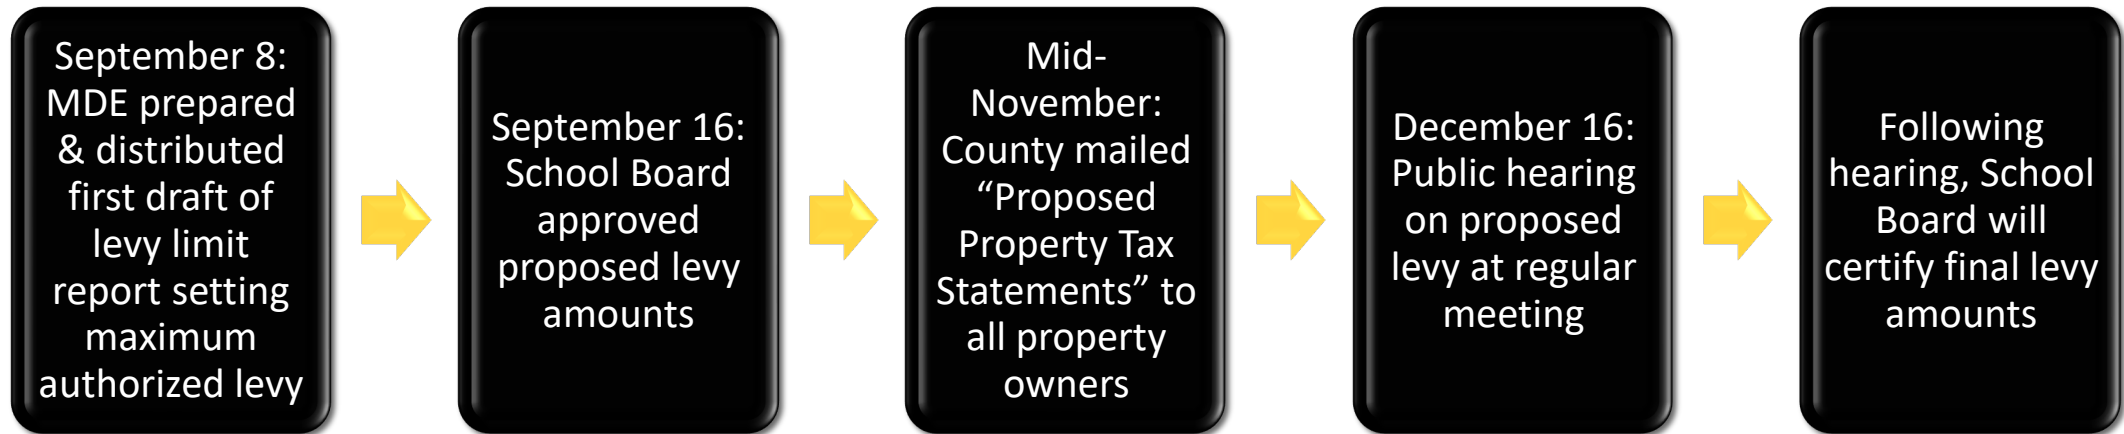 September 8:
MDE prepared
& distributed
first draft of
levy limit
report setting
maximum
authorized levy
September 16:
School Board
approved
proposed levy
amounts
Mid-
November:
County mailed
“Proposed
Property Tax
Statements” to
all property
owners
December 16:
Public hearing
on proposed
levy at regular
meeting
Following
hearing, School
Board will
certify final levy
amounts